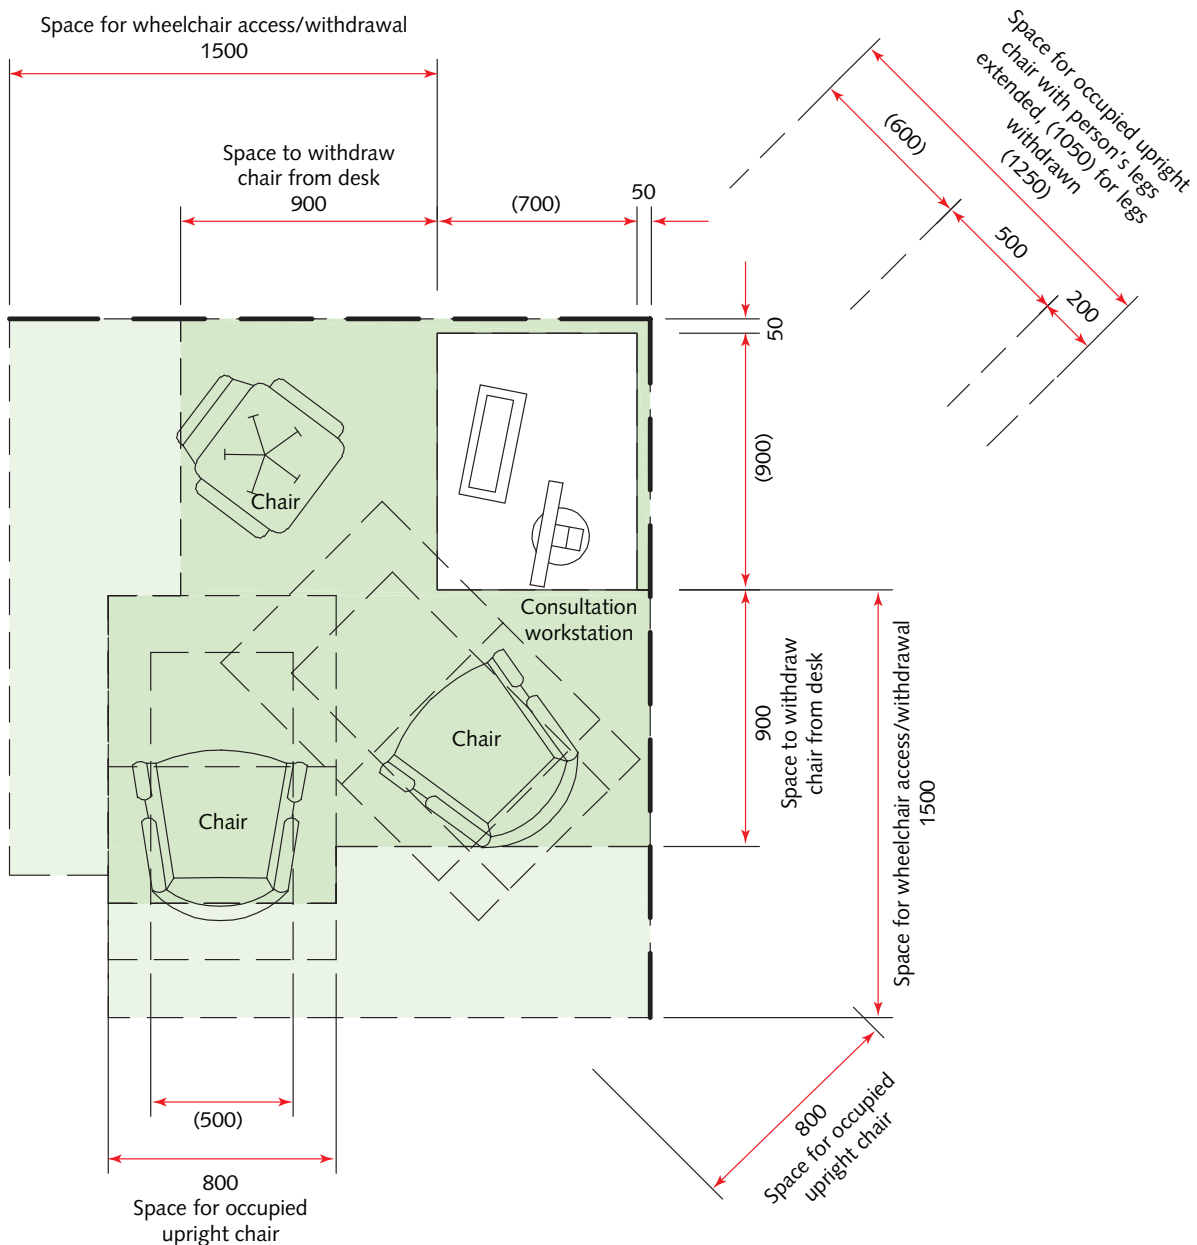 Space for wheelchair access/withdrawal
1500
Space to withdraw
chair from desk
900
(700)
50
Space for occupied upright
chair with person's legs
extended, (1050) for legs
withdrawn
(1250)
(600)
500
200
50
(900)
Chair
Consultation
workstation
Chair
Chair
900
Space to withdraw
chair from desk
Space for wheelchair access/withdrawal
1500
(500)
800
Space for occupied
upright chair
800
Space for occupied
upright chair